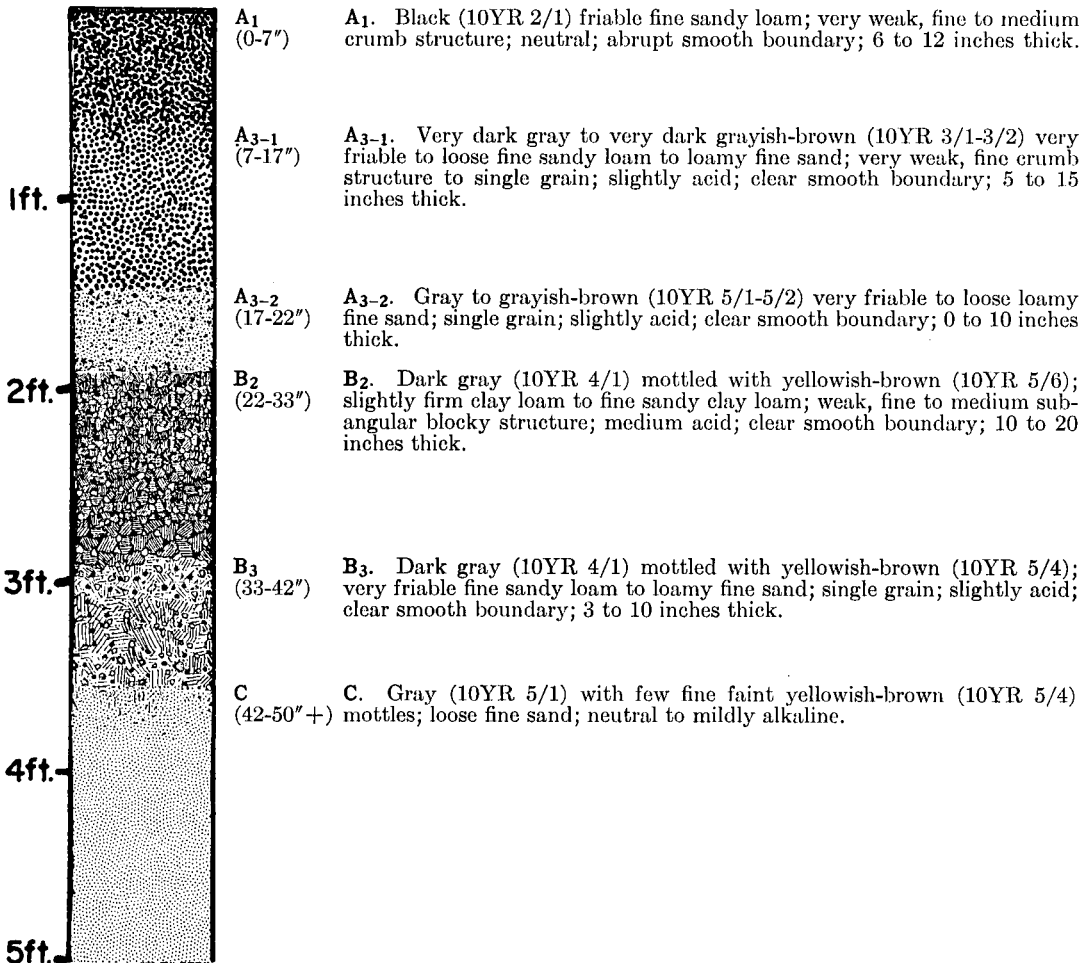 A1
(0-7")
A1. Black (10YR 2/1) friable fine sandy loam; very weak, fine to medium
crumb structure; neutral; abrupt smooth boundary; 6 to 12 inches thick.
A3-1
(7-17")
A3-1. Very dark gray to very dark grayish-brown (10YR 3/1-3/2) very
friable to loose fine sandy loam to loamy fine sand; very weak, fine crumb
structure to single grain; slightly acid; clear smooth boundary; 5 to 15
inches thick.
1ft.
A3-2
(17-22")
A3-2. Gray to grayish-brown (10YR 5/1-5/2) very friable to loose loamy
fine sand; single grain; slightly acid; clear smooth boundary; 0 to 10 inches
thick.
2ft.
B2
(22-33")
B2. Dark gray (10YR 4/1) mottled with yellowish-brown (10YR 5/6);
slightly firm clay loam to fine sandy clay loam; weak, fine to medium sub-
angular blocky structure; medium acid; clear smooth boundary; 10 to 20
inches thick.
3ft.
B3
(33-42")
B3. Dark gray (10YR 4/1) mottled with yellowish-brown (10YR 5/4);
very friable fine sandy loam to loamy fine sand; single grain; slightly acid;
clear smooth boundary; 3 to 10 inches thick.
C
(42-50"+)
C. Gray (10YR 5/1) with few fine faint yellowish-brown (10YR 5/4)
mottles; loose fine sand; neutral to mildly alkaline.
4ft.
5ft.